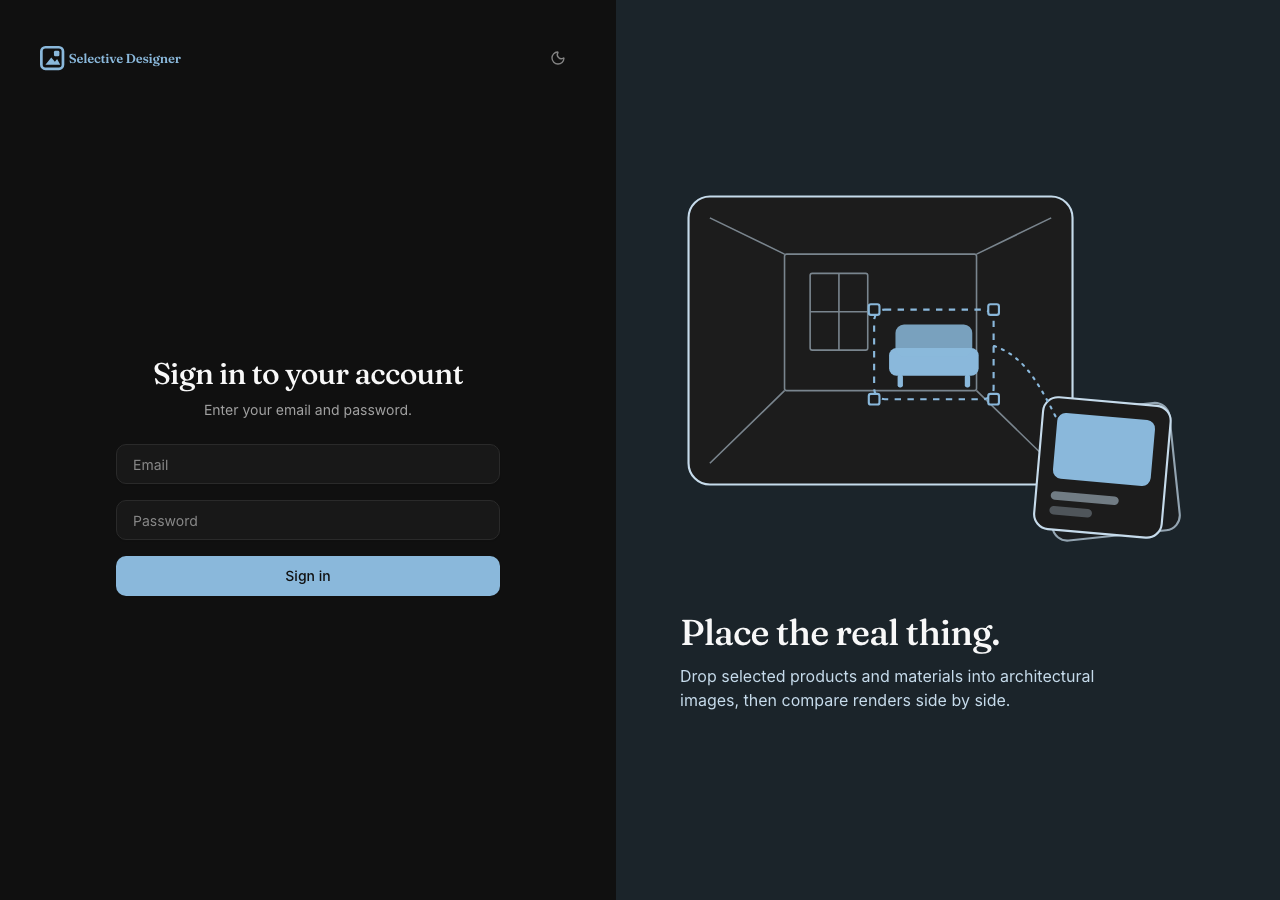 Selective Designer
Sign in to your account
Enter your email and password.
Email
Password
Sign in
Place the real thing.
Drop selected products and materials into architectural
images, then compare renders side by side.